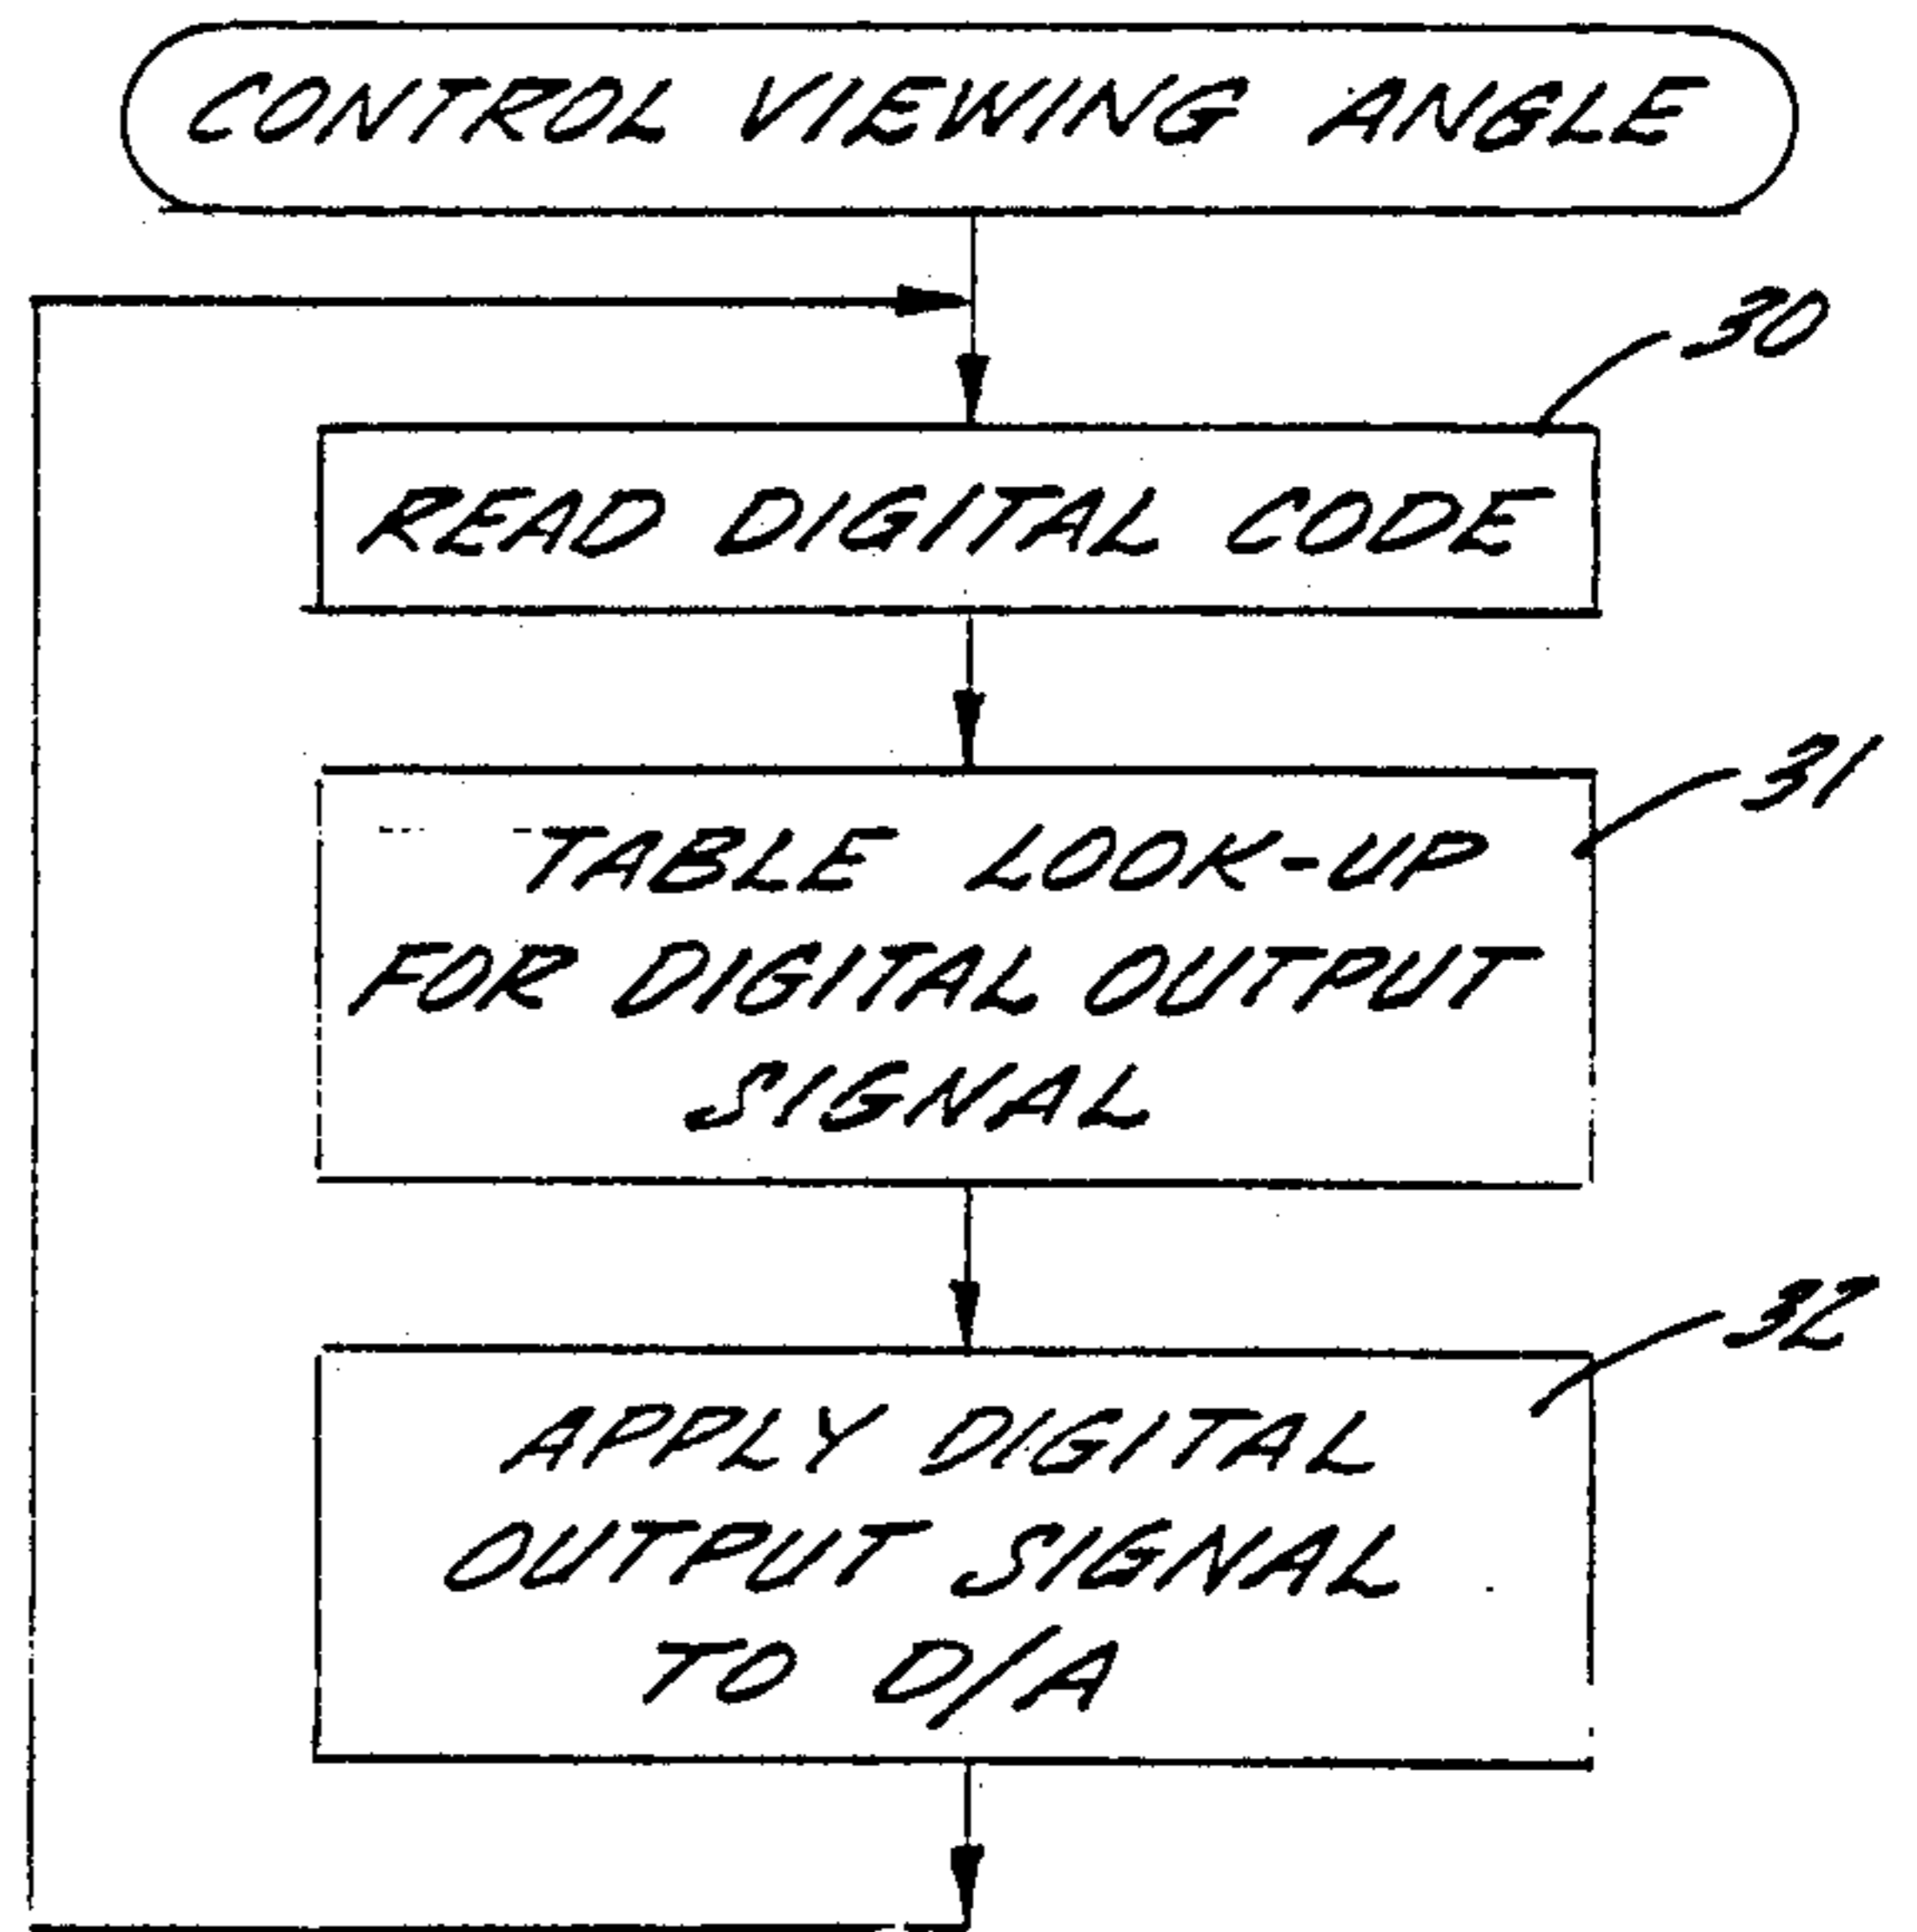 CONTROL VIEWING ANGLE
30
READ DIGITAL CODE
31
TABLE LOOK-UP
FOR DIGITAL OUTPUT
SIGNAL
32
APPLY DIGITAL
OUTPUT SIGNAL
TO D/A